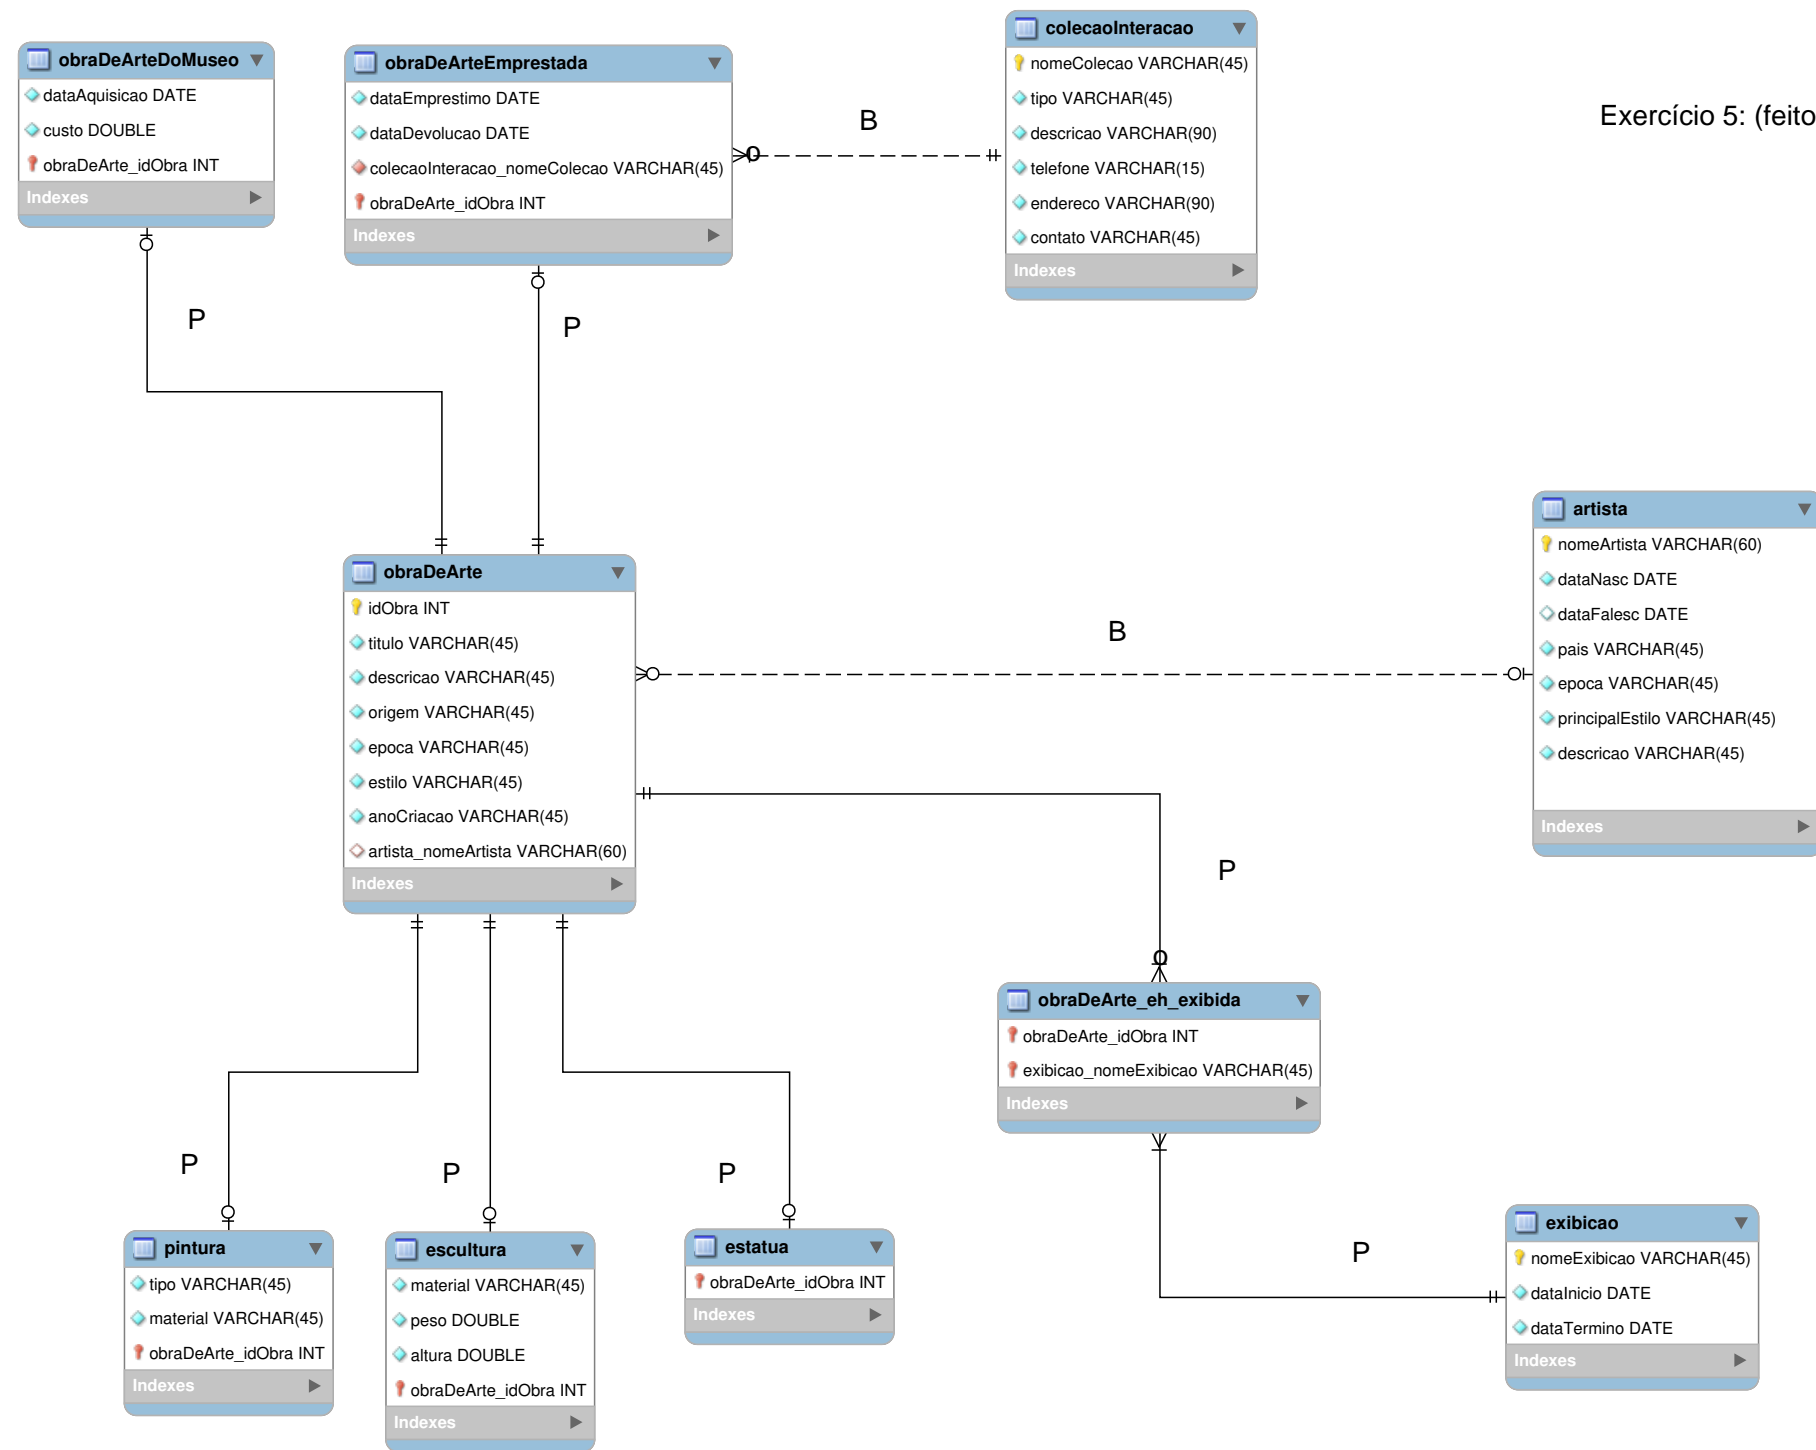 obraDeArteDoMuseo
dataAquisicao DATE
custo DOUBLE
obraDeArte_idObra INT
Indexes
obraDeArteEmprestada
dataEmprestimo DATE
dataDevolucao DATE
colecaoInteracao_nomeColecao VARCHAR(45)
obraDeArte_idObra INT
Indexes
B
o
colecaoInteracao
nomeColecao VARCHAR(45)
tipo VARCHAR(45)
descricao VARCHAR(90)
telefone VARCHAR(15)
endereco VARCHAR(90)
contato VARCHAR(45)
Indexes
Exercício 5: (feito
P
P
obraDeArte
idObra INT
titulo VARCHAR(45)
descricao VARCHAR(45)
origem VARCHAR(45)
epoca VARCHAR(45)
estilo VARCHAR(45)
anoCriacao VARCHAR(45)
artista_nomeArtista VARCHAR(60)
Indexes
B
artista
nomeArtista VARCHAR(60)
dataNasc DATE
dataFalesc DATE
pais VARCHAR(45)
epoca VARCHAR(45)
principalEstilo VARCHAR(45)
descricao VARCHAR(45)
Indexes
P
o
obraDeArte_eh_exibida
obraDeArte_idObra INT
exibicao_nomeExibicao VARCHAR(45)
Indexes
P
P
P
P
pintura
tipo VARCHAR(45)
material VARCHAR(45)
obraDeArte_idObra INT
Indexes
escultura
material VARCHAR(45)
peso DOUBLE
altura DOUBLE
obraDeArte_idObra INT
Indexes
estatua
obraDeArte_idObra INT
Indexes
exibicao
nomeExibicao VARCHAR(45)
dataInicio DATE
dataTermino DATE
Indexes